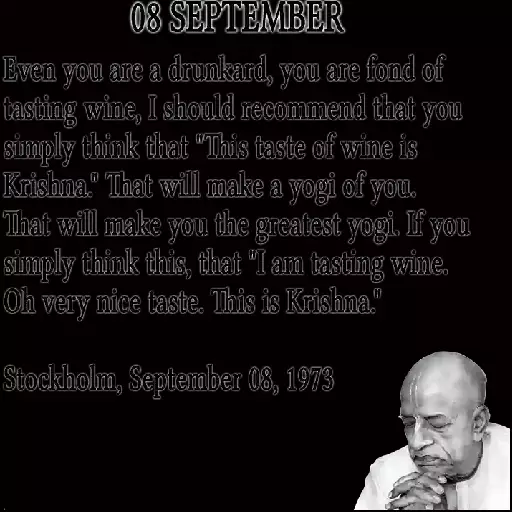 08 SEPTEMBER
Even you are a drunkard, you are fond of
tasting wine, I should recommend that you
simply think that "This taste of wine is
Krishna." That will make a yogi of you.
That will make you the greatest yogi. If you
simply think this, that "I am tasting wine.
Oh very nice taste. This is Krishna."
Stockholm, September 08, 1973